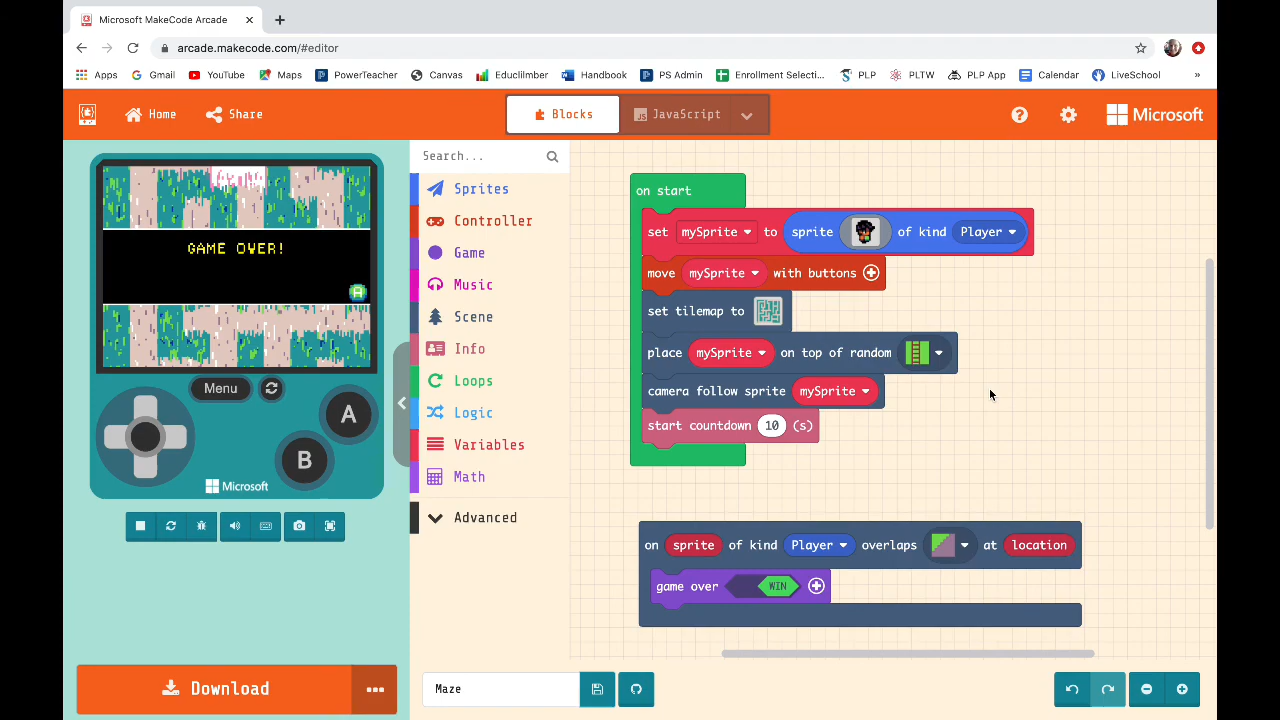 Microsoft MakeCode Arcade
arcade.makecode.com/#editor
Apps Gmail YouTube Maps PowerTeacher Canvas Educlilmber Handbook PS Admin Enrollment Selecti... PLP PLTW PLP App Calendar LiveSchool »
Home Share Blocks JavaScript Microsoft
GAME OVER!
A
Menu
A
B
Microsoft
Download
Search...
Sprites
Controller
Game
Music
Scene
Info
Loops
Logic
Variables
Math
Advanced
on start
set mySprite to sprite of kind Player
move mySprite with buttons
set tilemap to
place mySprite on top of random
camera follow sprite mySprite
start countdown 10 (s)
on sprite of kind Player overlaps at location
game over WIN
Maze